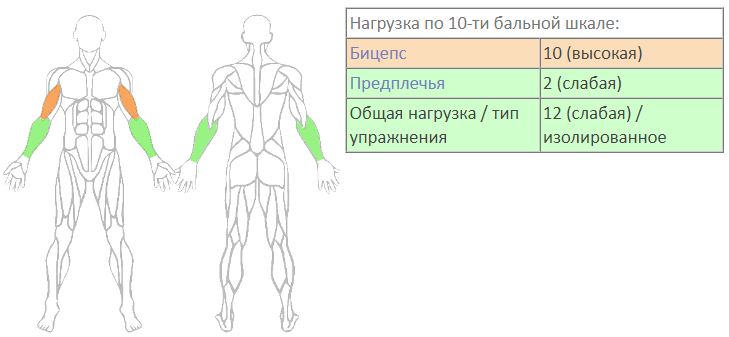 Нагрузка по 10-ти бальной шкале:
Бицепс 10 (высокая)
Предплечья 2 (слабая)
Общая нагрузка / тип 12 (слабая) /
упражнения изолированное